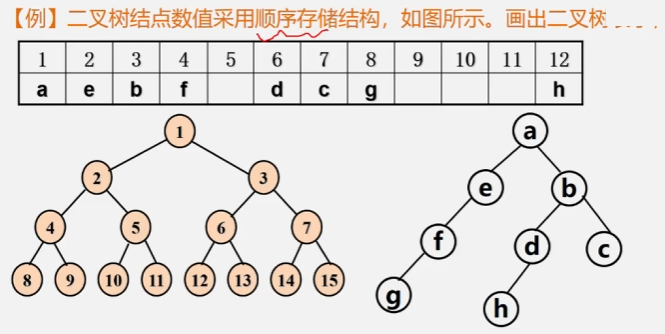 【例】二叉树结点数值采用顺序存储结构，如图所示。画出二叉树
1 2 3 4 5 6 7 8 9 10 11 12
a e b f d c g h
1
2 3
4 5 6 7
8 9 10 11 12 13 14 15
a
e b
f d c
g h